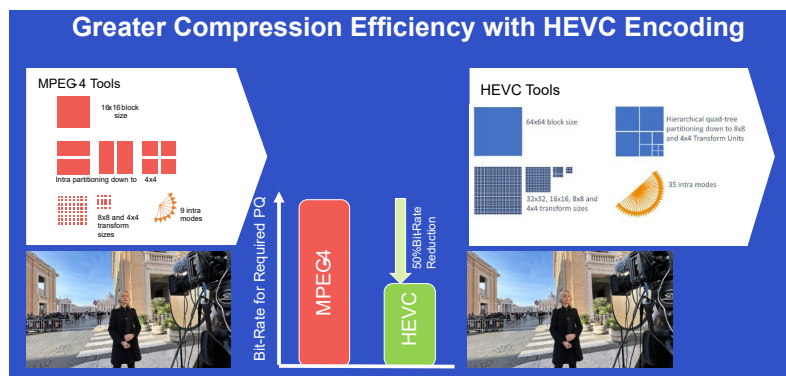 Greater Compression Efficiency with HEVC Encoding
MPEG-4 Tools
16x16 block
size
Intra partitioning down to 4x4
8x8 and 4x4
transform
sizes
9 intra
modes
Bit-Rate for Required PQ
MPEG-4
50%Bit-Rate
Reduction
HEVC
HEVC Tools
64x64 block size
Hierarchical quad-tree
partitioning down to 8x8
and 4x4 Transform Units
32x32, 16x16, 8x8 and
4x4 transform sizes
35 intra modes